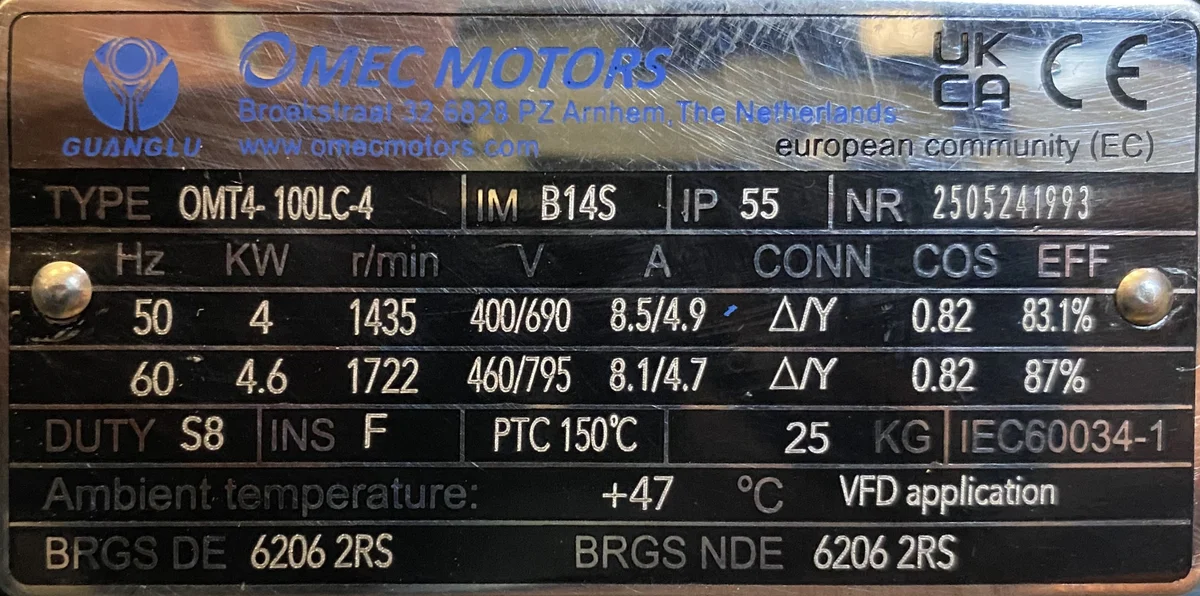 OMEC MOTORS
UK CA CE
Broekstraat 32 6828 PZ Arnhem, The Netherlands
GUANGLU www.omecmotors.com european community (EC)
TYPE OMT4-100LC-4 IM B14S IP 55 NR 2505241993
Hz KW r/min V A CONN COS EFF
50 4 1435 400/690 8.5/4.9 Δ/Y 0.82 83.1%
60 4.6 1722 460/795 8.1/4.7 Δ/Y 0.82 87%
DUTY S8 INS F PTC 150°C 25 KG IEC60034-1
Ambient temperature: +47 °C VFD application
BRGS DE 6206 2RS BRGS NDE 6206 2RS